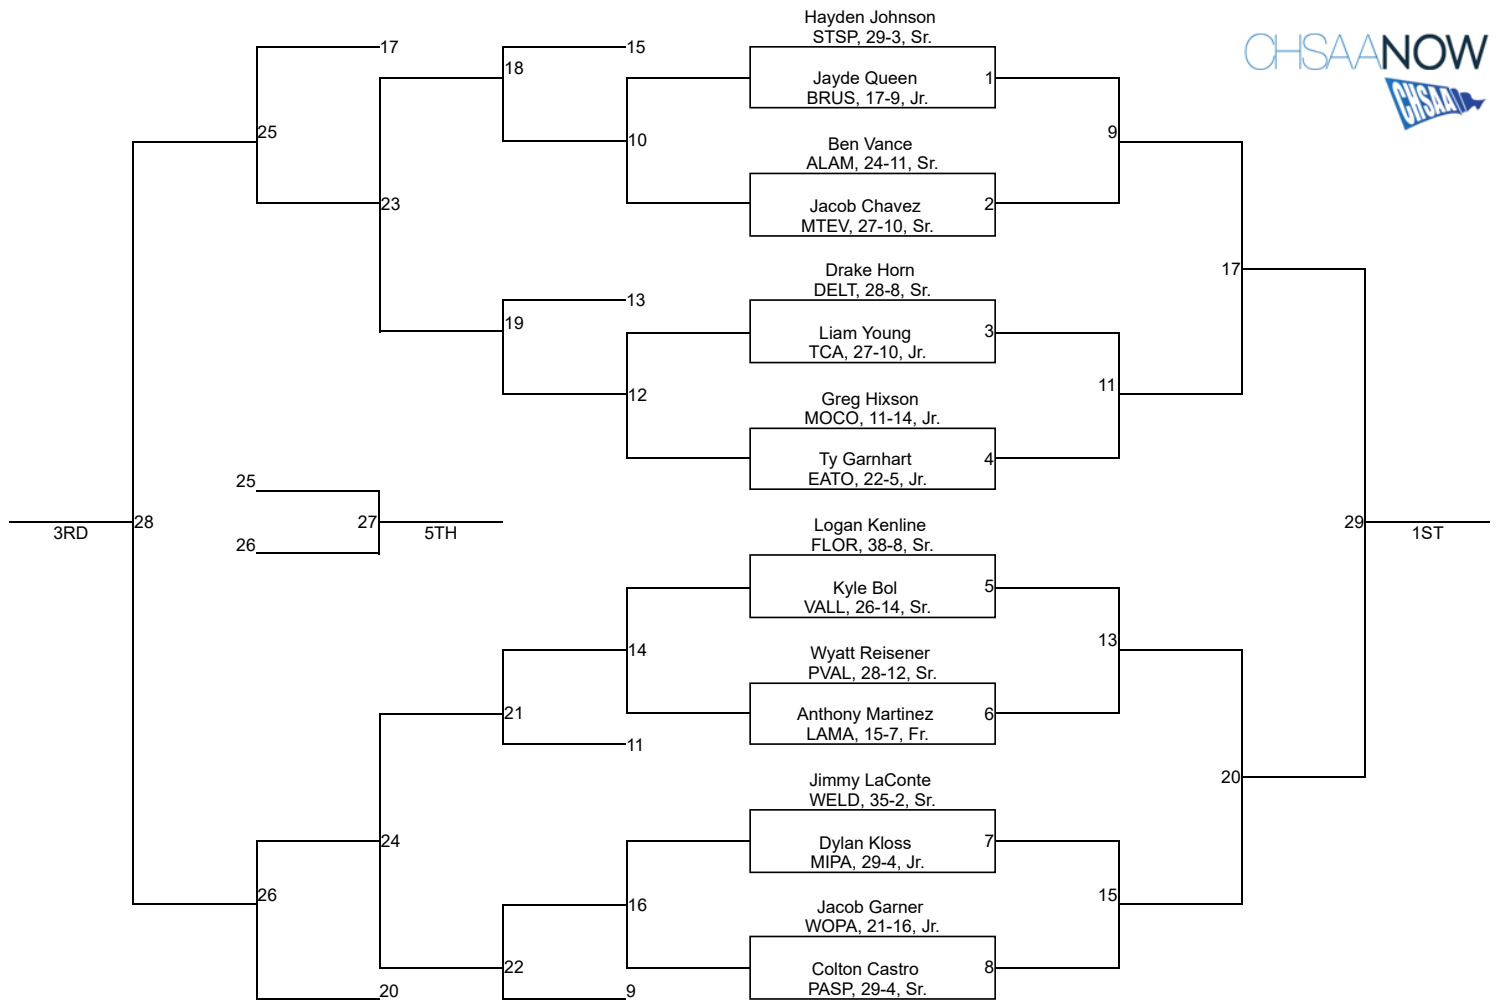 Hayden Johnson
STSP, 29-3, Sr.
CHSAANOW
CHSAA
17
15
18
Jayde Queen
1
BRUS, 17-9, Jr.
25
10
9
Ben Vance
ALAM, 24-11, Sr.
23
Jacob Chavez
2
MTEV, 27-10, Sr.
Drake Horn
17
DELT, 28-8, Sr.
13
19
Liam Young
3
TCA, 27-10, Jr.
11
12
Greg Hixson
MOCO, 11-14, Jr.
Ty Garnhart
4
EATO, 22-5, Jr.
25
28
27
29
3RD
5TH
1ST
26
Logan Kenline
FLOR, 38-8, Sr.
Kyle Bol
5
VALL, 26-14, Sr.
14
13
Wyatt Reisener
PVAL, 28-12, Sr.
21
Anthony Martinez
6
LAMA, 15-7, Fr.
11
Jimmy LaConte
20
WELD, 35-2, Sr.
24
Dylan Kloss
7
MIPA, 29-4, Jr.
26
16
15
Jacob Garner
WOPA, 21-16, Jr.
22
Colton Castro
8
PASP, 29-4, Sr.
20
9